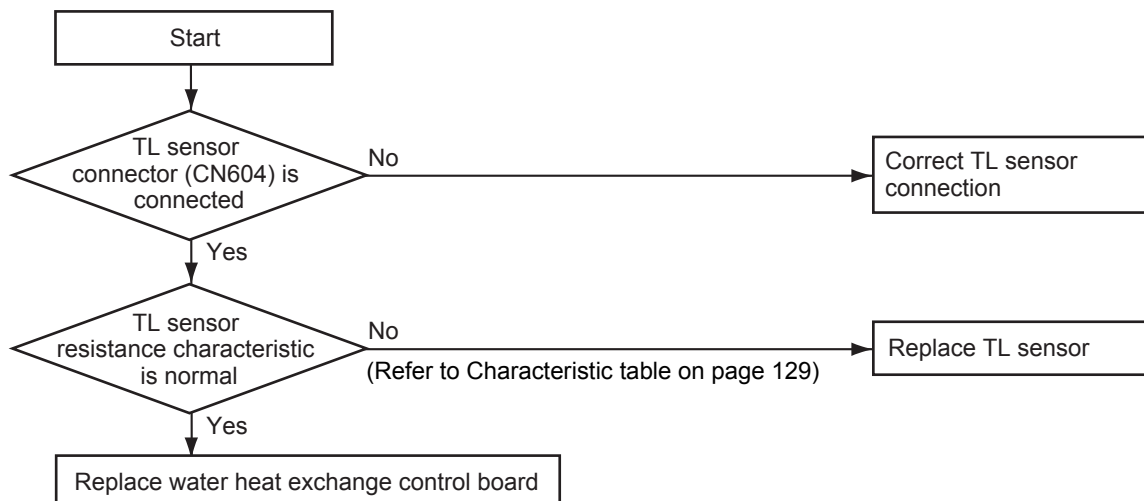 Start
TL sensor
connector (CN604) is
connected
No
Correct TL sensor
connection
Yes
TL sensor
resistance characteristic
is normal
No
(Refer to Characteristic table on page 129)
Replace TL sensor
Yes
Replace water heat exchange control board